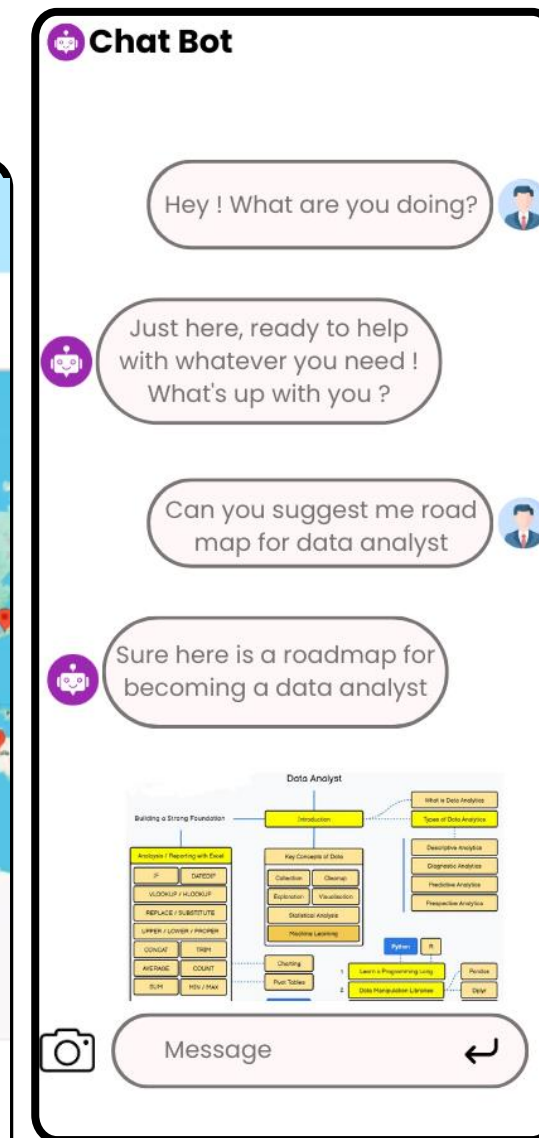 Chat Bot
Hey ! What are you doing?
Just here, ready to help
with whatever you need !
What's up with you ?
Can you suggest me road
map for data analyst
Sure here is a roadmap for
becoming a data analyst
Data Analyst
What is Data Analytics
Building a Strong Foundation
Introduction
Types of Data Analytics
Descriptive Analytics
Diagnostic Analytics
Predictive Analytics
Prespective Analytics
Analysis / Reporting with Excel
IF
DATEDIF
VLOOKUP / HLOOKUP
REPLACE / SUBSTITUTE
UPPER / LOWER / PROPER
CONCAT
TRIM
AVERAGE
COUNT
SUM
MIN / MAX
Key Concepts of Data
Collection
Cleanup
Exploration
Visualisation
Statistical Analysis
Machine Learning
Charting
Pivot Tables
Python
R
1
Learn a Programming Lang
Pandas
2
Data Manipulation Libraries
Dplyr
Message